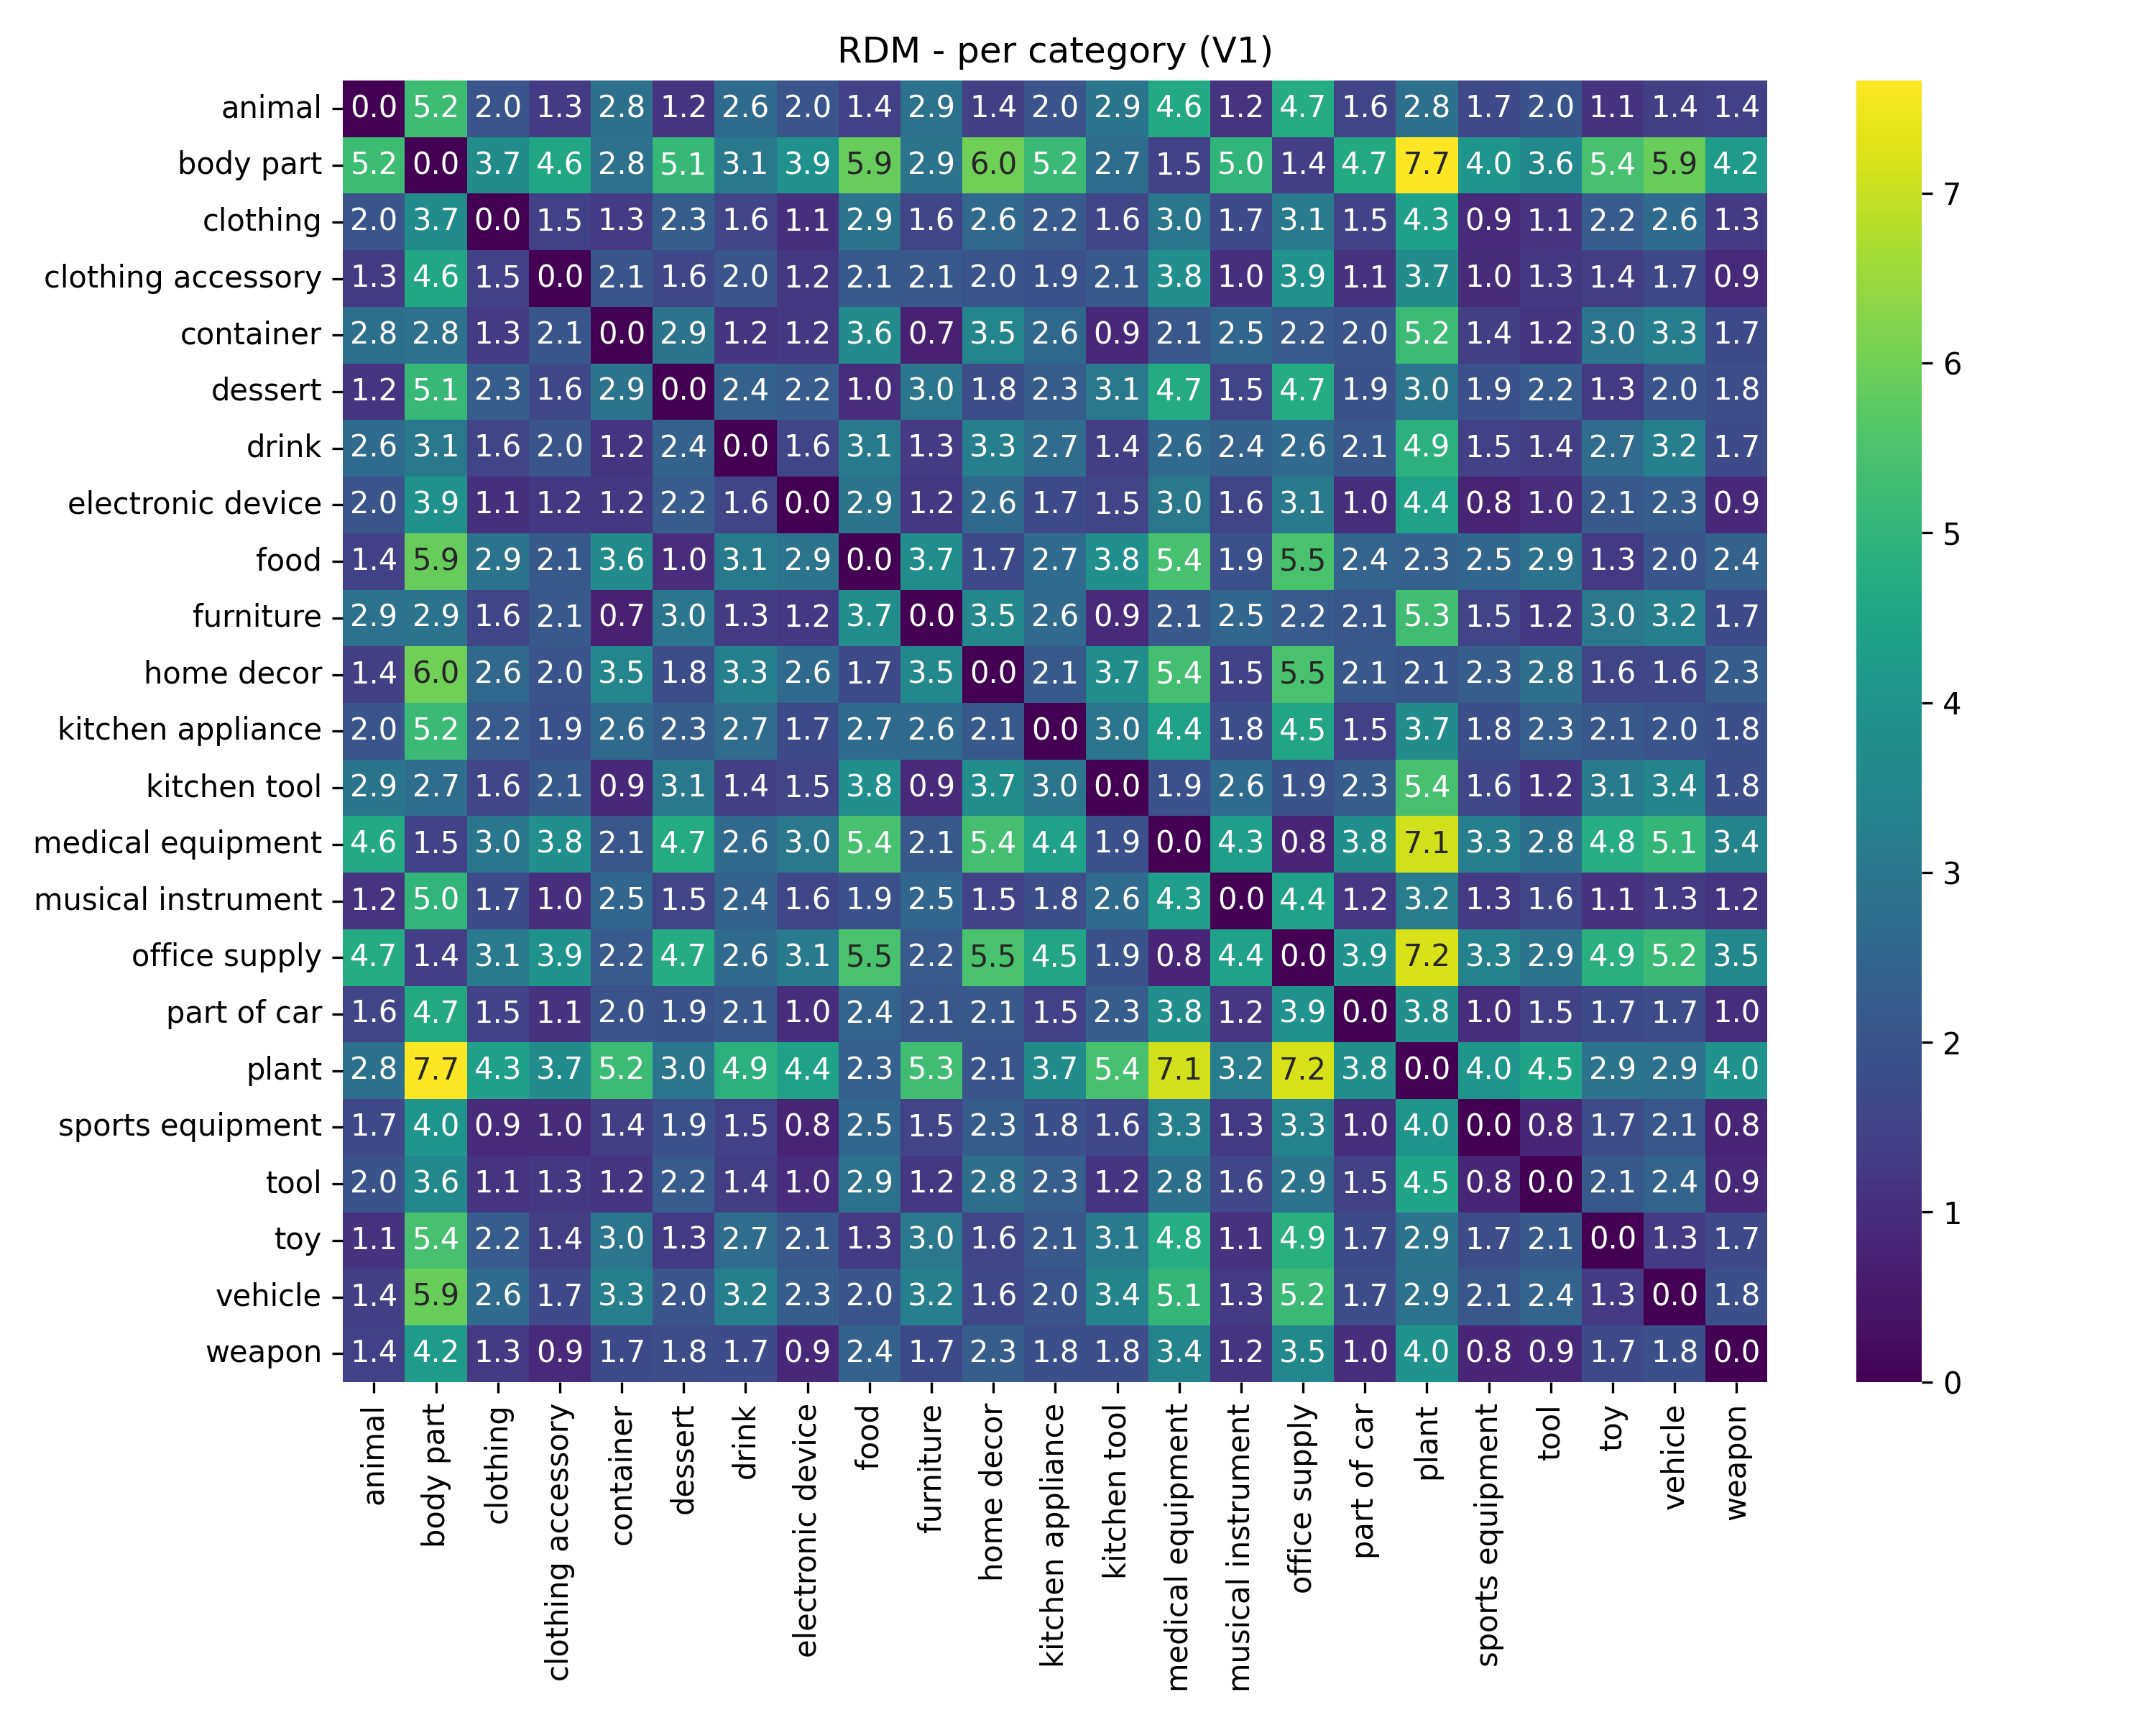 RDM - per category (V1)
animal 0.0 5.2 2.0 1.3 2.8 1.2 2.6 2.0 1.4 2.9 1.4 2.0 2.9 4.6 1.2 4.7 1.6 2.8 1.7 2.0 1.1 1.4 1.4
body part 5.2 0.0 3.7 4.6 2.8 5.1 3.1 3.9 5.9 2.9 6.0 5.2 2.7 1.5 5.0 1.4 4.7 7.7 4.0 3.6 5.4 5.9 4.2
clothing 2.0 3.7 0.0 1.5 1.3 2.3 1.6 1.1 2.9 1.6 2.6 2.2 1.6 3.0 1.7 3.1 1.5 4.3 0.9 1.1 2.2 2.6 1.3
clothing accessory 1.3 4.6 1.5 0.0 2.1 1.6 2.0 1.2 2.1 2.1 2.0 1.9 2.1 3.8 1.0 3.9 1.1 3.7 1.0 1.3 1.4 1.7 0.9
container 2.8 2.8 1.3 2.1 0.0 2.9 1.2 1.2 3.6 0.7 3.5 2.6 0.9 2.1 2.5 2.2 2.0 5.2 1.4 1.2 3.0 3.3 1.7
dessert 1.2 5.1 2.3 1.6 2.9 0.0 2.4 2.2 1.0 3.0 1.8 2.3 3.1 4.7 1.5 4.7 1.9 3.0 1.9 2.2 1.3 2.0 1.8
drink 2.6 3.1 1.6 2.0 1.2 2.4 0.0 1.6 3.1 1.3 3.3 2.7 1.4 2.6 2.4 2.6 2.1 4.9 1.5 1.4 2.7 3.2 1.7
electronic device 2.0 3.9 1.1 1.2 1.2 2.2 1.6 0.0 2.9 1.2 2.6 1.7 1.5 3.0 1.6 3.1 1.0 4.4 0.8 1.0 2.1 2.3 0.9
food 1.4 5.9 2.9 2.1 3.6 1.0 3.1 2.9 0.0 3.7 1.7 2.7 3.8 5.4 1.9 5.5 2.4 2.3 2.5 2.9 1.3 2.0 2.4
furniture 2.9 2.9 1.6 2.1 0.7 3.0 1.3 1.2 3.7 0.0 3.5 2.6 0.9 2.1 2.5 2.2 2.1 5.3 1.5 1.2 3.0 3.2 1.7
home decor 1.4 6.0 2.6 2.0 3.5 1.8 3.3 2.6 1.7 3.5 0.0 2.1 3.7 5.4 1.5 5.5 2.1 2.1 2.3 2.8 1.6 1.6 2.3
kitchen appliance 2.0 5.2 2.2 1.9 2.6 2.3 2.7 1.7 2.7 2.6 2.1 0.0 3.0 4.4 1.8 4.5 1.5 3.7 1.8 2.3 2.1 2.0 1.8
kitchen tool 2.9 2.7 1.6 2.1 0.9 3.1 1.4 1.5 3.8 0.9 3.7 3.0 0.0 1.9 2.6 1.9 2.3 5.4 1.6 1.2 3.1 3.4 1.8
medical equipment 4.6 1.5 3.0 3.8 2.1 4.7 2.6 3.0 5.4 2.1 5.4 4.4 1.9 0.0 4.3 0.8 3.8 7.1 3.3 2.8 4.8 5.1 3.4
musical instrument 1.2 5.0 1.7 1.0 2.5 1.5 2.4 1.6 1.9 2.5 1.5 1.8 2.6 4.3 0.0 4.4 1.2 3.2 1.3 1.6 1.1 1.3 1.2
office supply 4.7 1.4 3.1 3.9 2.2 4.7 2.6 3.1 5.5 2.2 5.5 4.5 1.9 0.8 4.4 0.0 3.9 7.2 3.3 2.9 4.9 5.2 3.5
part of car 1.6 4.7 1.5 1.1 2.0 1.9 2.1 1.0 2.4 2.1 2.1 1.5 2.3 3.8 1.2 3.9 0.0 3.8 1.0 1.5 1.7 1.7 1.0
plant 2.8 7.7 4.3 3.7 5.2 3.0 4.9 4.4 2.3 5.3 2.1 3.7 5.4 7.1 3.2 7.2 3.8 0.0 4.0 4.5 2.9 2.9 4.0
sports equipment 1.7 4.0 0.9 1.0 1.4 1.9 1.5 0.8 2.5 1.5 2.3 1.8 1.6 3.3 1.3 3.3 1.0 4.0 0.0 0.8 1.7 2.1 0.8
tool 2.0 3.6 1.1 1.3 1.2 2.2 1.4 1.0 2.9 1.2 2.8 2.3 1.2 2.8 1.6 2.9 1.5 4.5 0.8 0.0 2.1 2.4 0.9
toy 1.1 5.4 2.2 1.4 3.0 1.3 2.7 2.1 1.3 3.0 1.6 2.1 3.1 4.8 1.1 4.9 1.7 2.9 1.7 2.1 0.0 1.3 1.7
vehicle 1.4 5.9 2.6 1.7 3.3 2.0 3.2 2.3 2.0 3.2 1.6 2.0 3.4 5.1 1.3 5.2 1.7 2.9 2.1 2.4 1.3 0.0 1.8
weapon 1.4 4.2 1.3 0.9 1.7 1.8 1.7 0.9 2.4 1.7 2.3 1.8 1.8 3.4 1.2 3.5 1.0 4.0 0.8 0.9 1.7 1.8 0.0
animal
body part
clothing
clothing accessory
container
dessert
drink
electronic device
food
furniture
home decor
kitchen appliance
kitchen tool
medical equipment
musical instrument
office supply
part of car
plant
sports equipment
tool
toy
vehicle
weapon
7
6
5
4
3
2
1
0